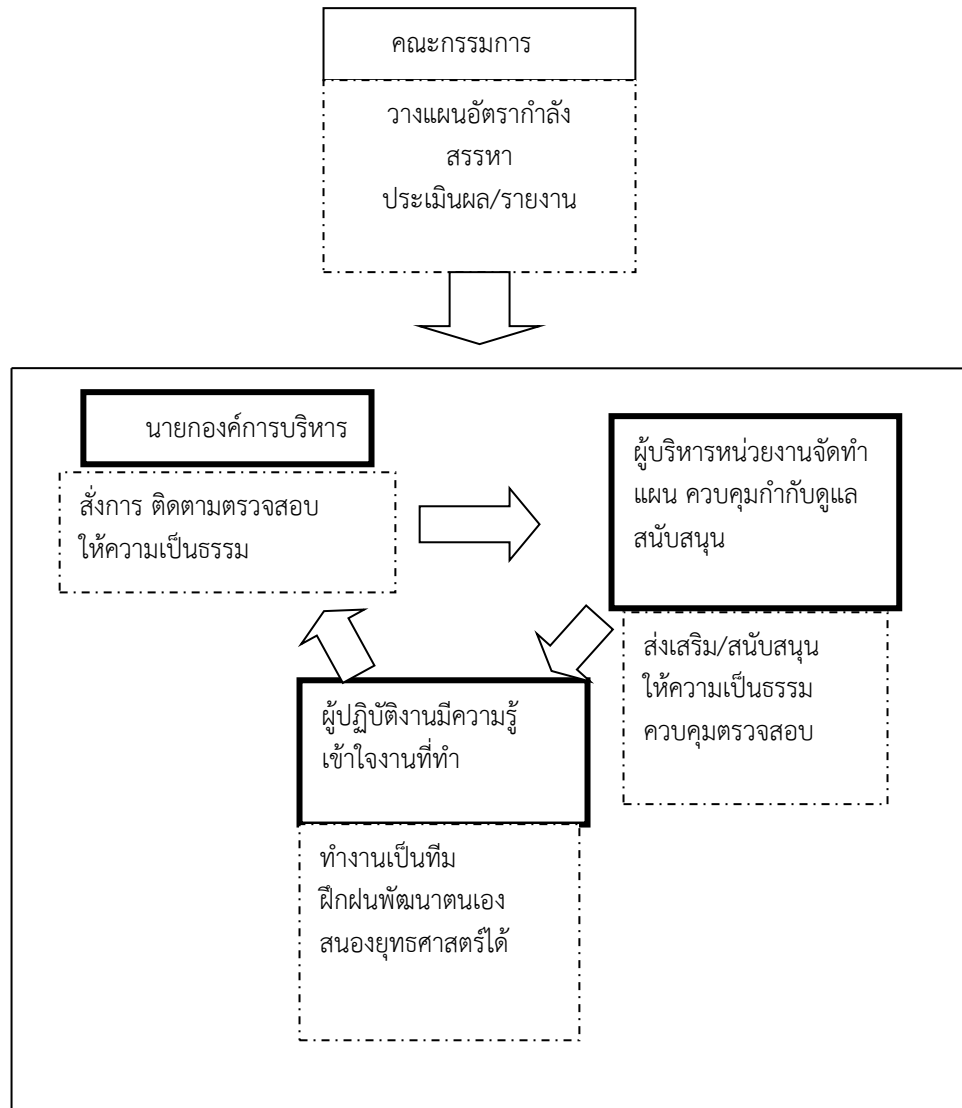 คณะกรรมการ
วางแผนอัตรากำลัง
สรรหา
ประเมินผล/รายงาน
นายกองค์การบริหาร
สั่งการ ติดตามตรวจสอบ
ให้ความเป็นธรรม
ผู้บริหารหน่วยงานจัดทำ
แผน ควบคุมกำกับดูแล
สนับสนุน
ส่งเสริม/สนับสนุน
ให้ความเป็นธรรม
ควบคุมตรวจสอบ
ผู้ปฏิบัติงานมีความรู้
เข้าใจงานที่ทำ
ทำงานเป็นทีม
ฝึกฝนพัฒนาตนเอง
สนองยุทธศาสตร์ได้